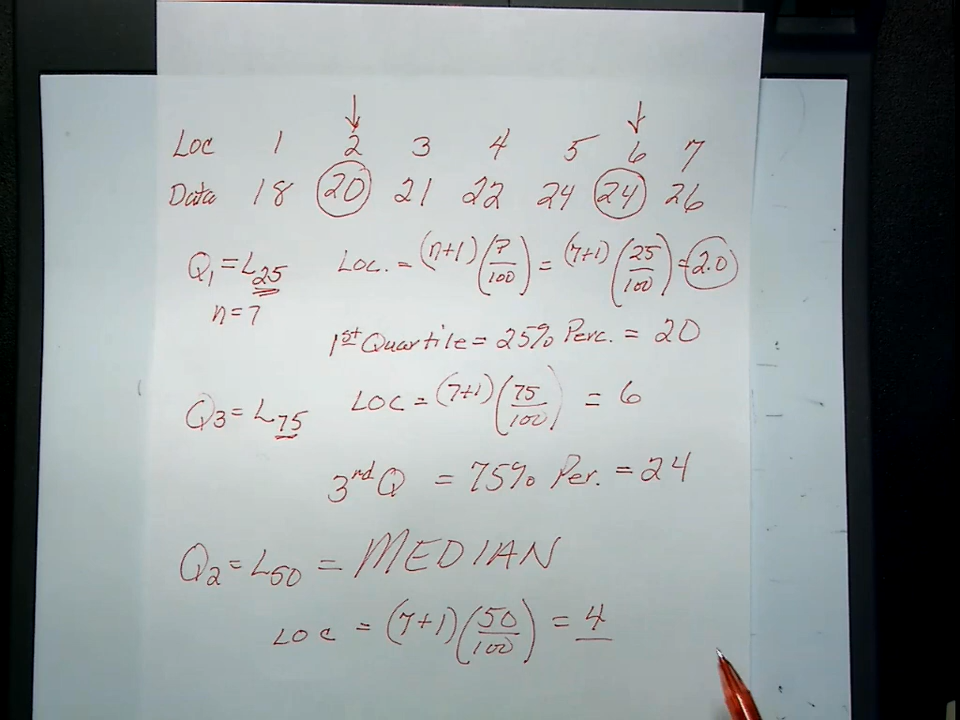 ↓ ↓
Loc 1 2 3 4 5 6 7
Data 18 20 21 22 24 24 26
Q₁ = L₂₅ Loc. = (n+1)(7/100) = (7+1)(25/100) = 2.0
n = 7
1st Quartile = 25% Perc. = 20
Q₃ = L₇₅ LOC = (7+1)(75/100) = 6
3rd Q = 75% Per. = 24
Q₂ = L₅₀ = MEDIAN
LOC = (7+1)(50/100) = 4